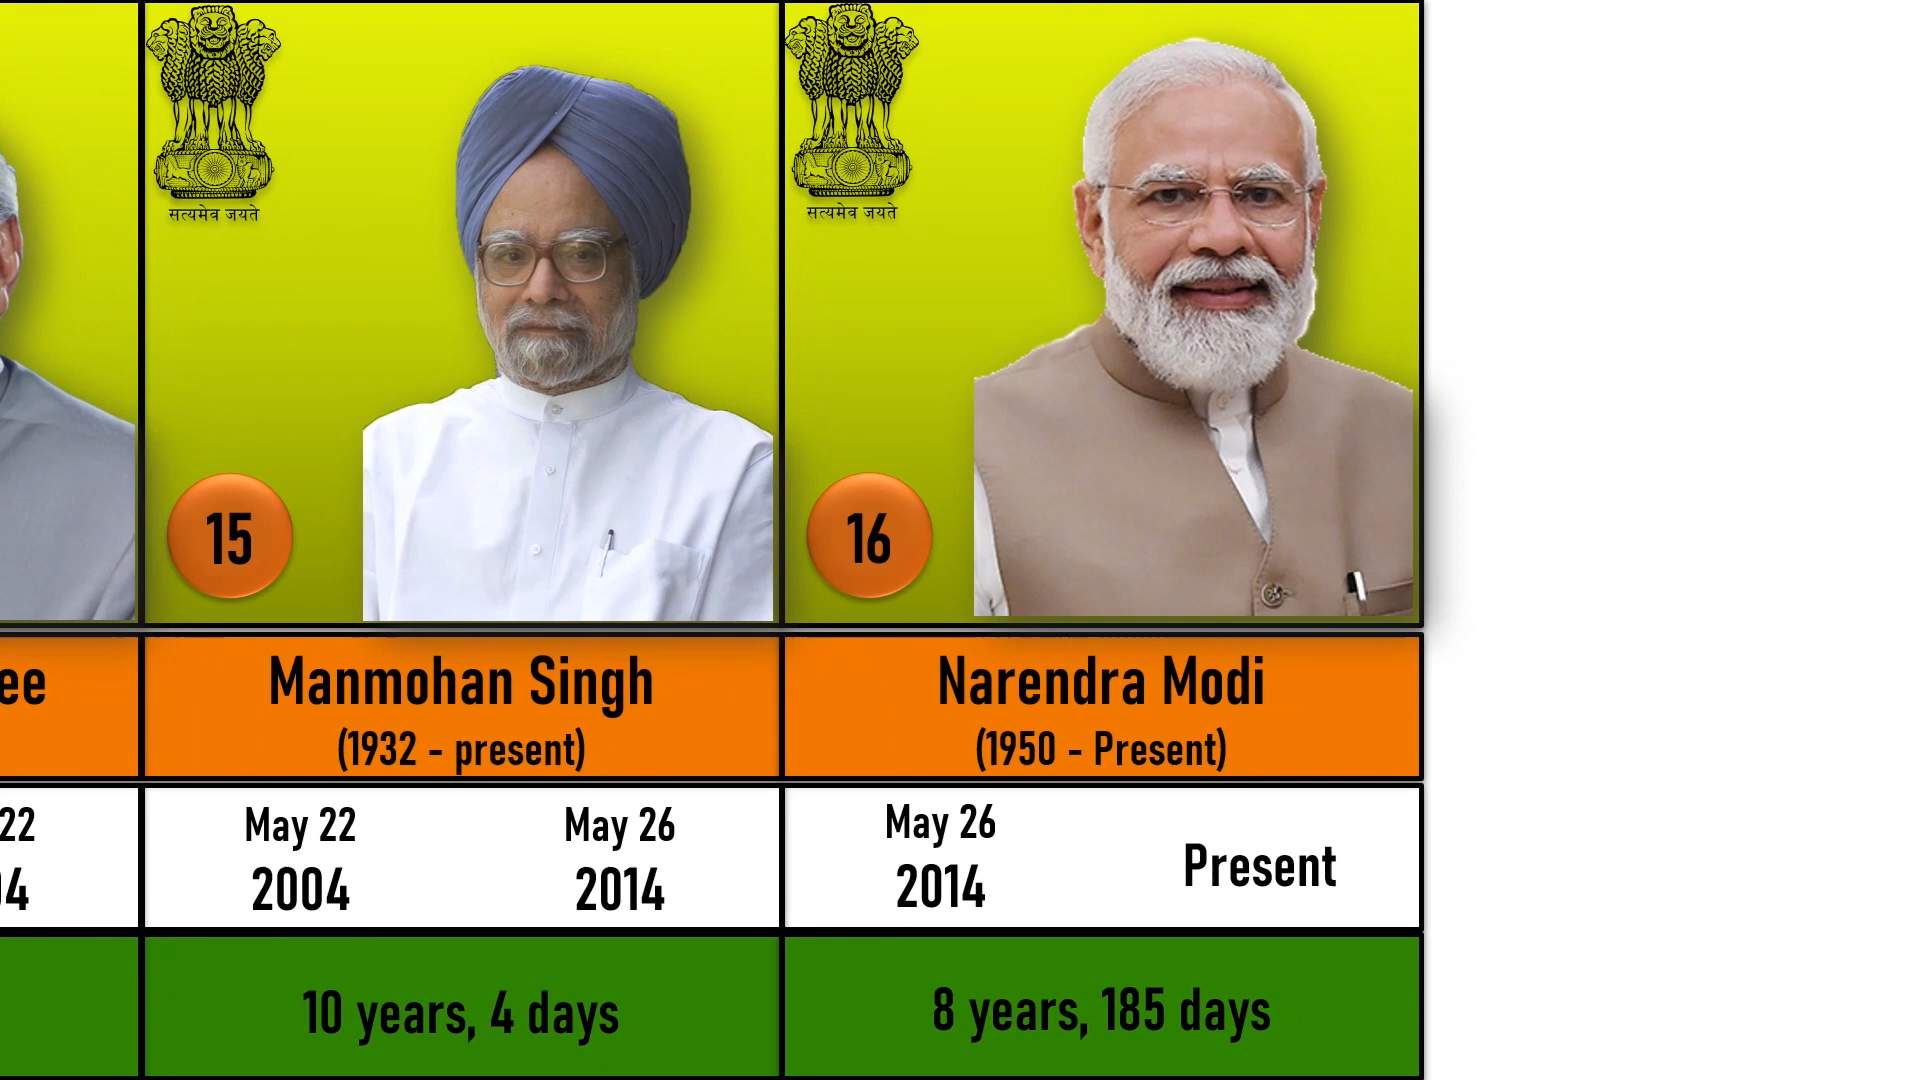 सत्यमेव जयते
सत्यमेव जयते
15
16
ee
Manmohan Singh
(1932 - present)
Narendra Modi
(1950 - Present)
22
04
May 22
2004
May 26
2014
May 26
2014
Present
10 years, 4 days
8 years, 185 days